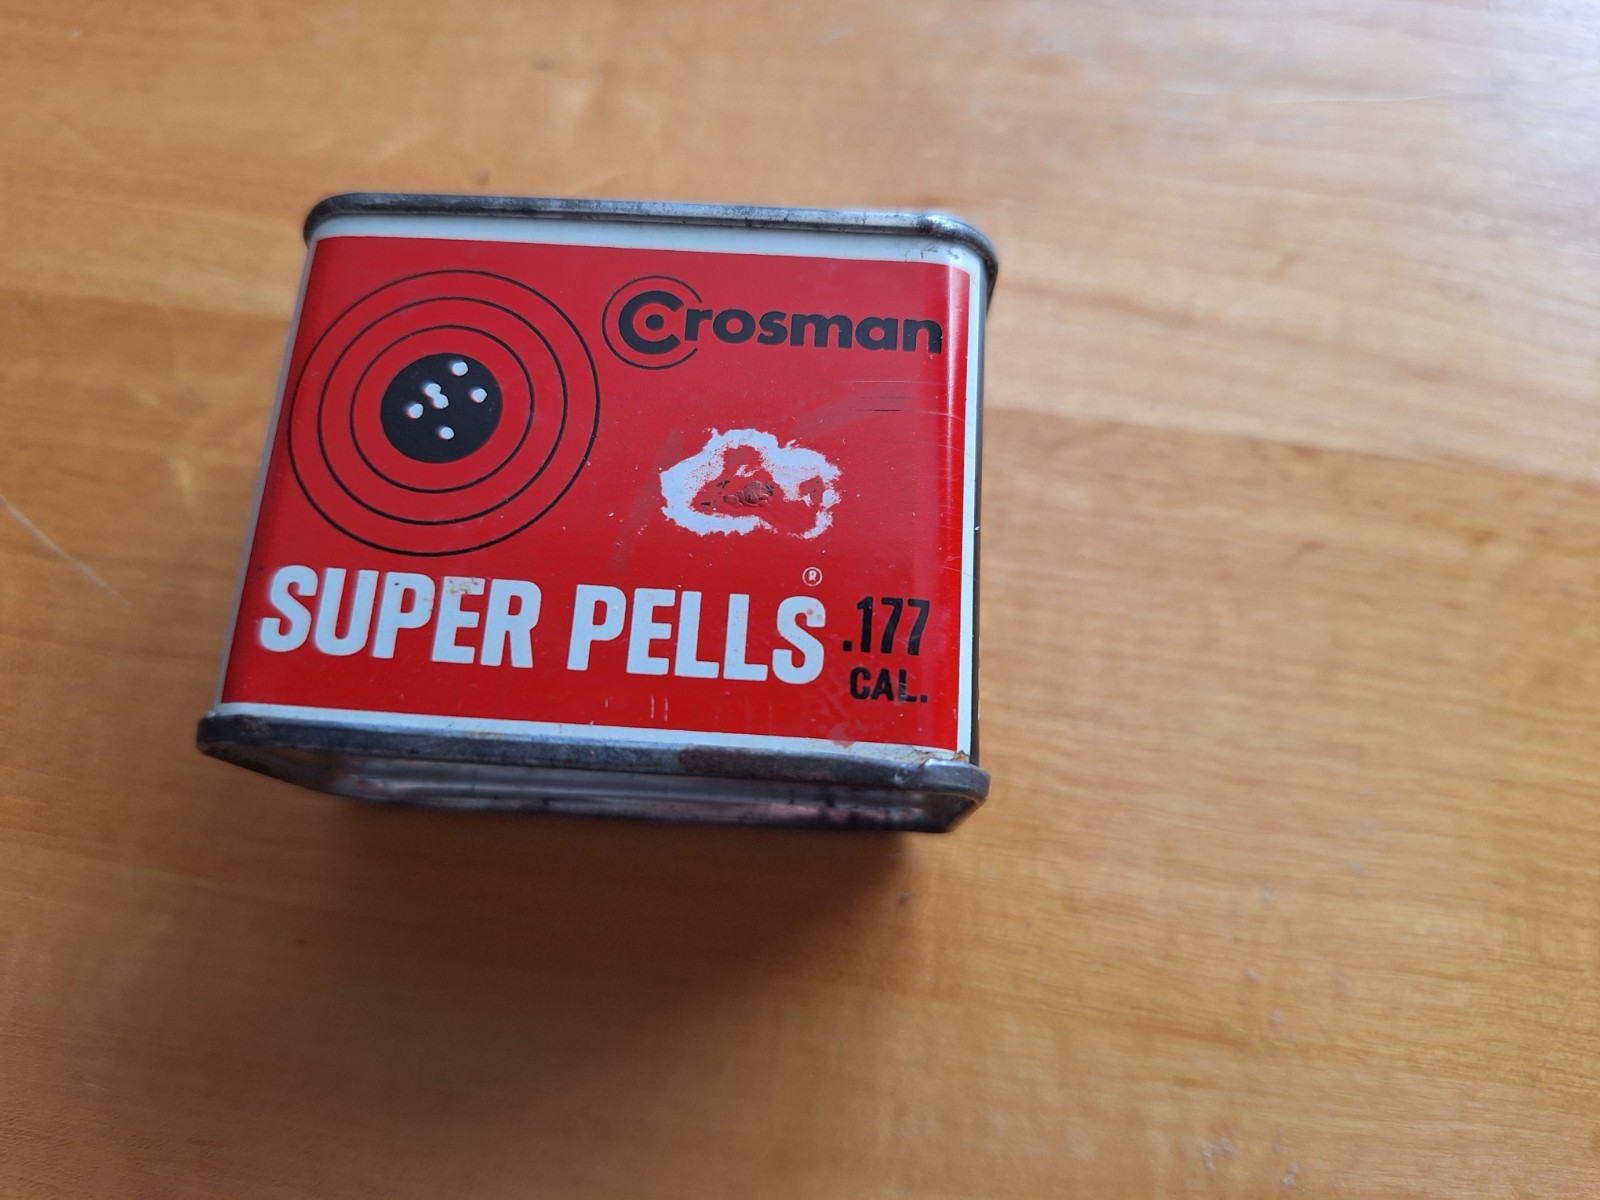 Crosman
SUPER PELLS®
.177
CAL.